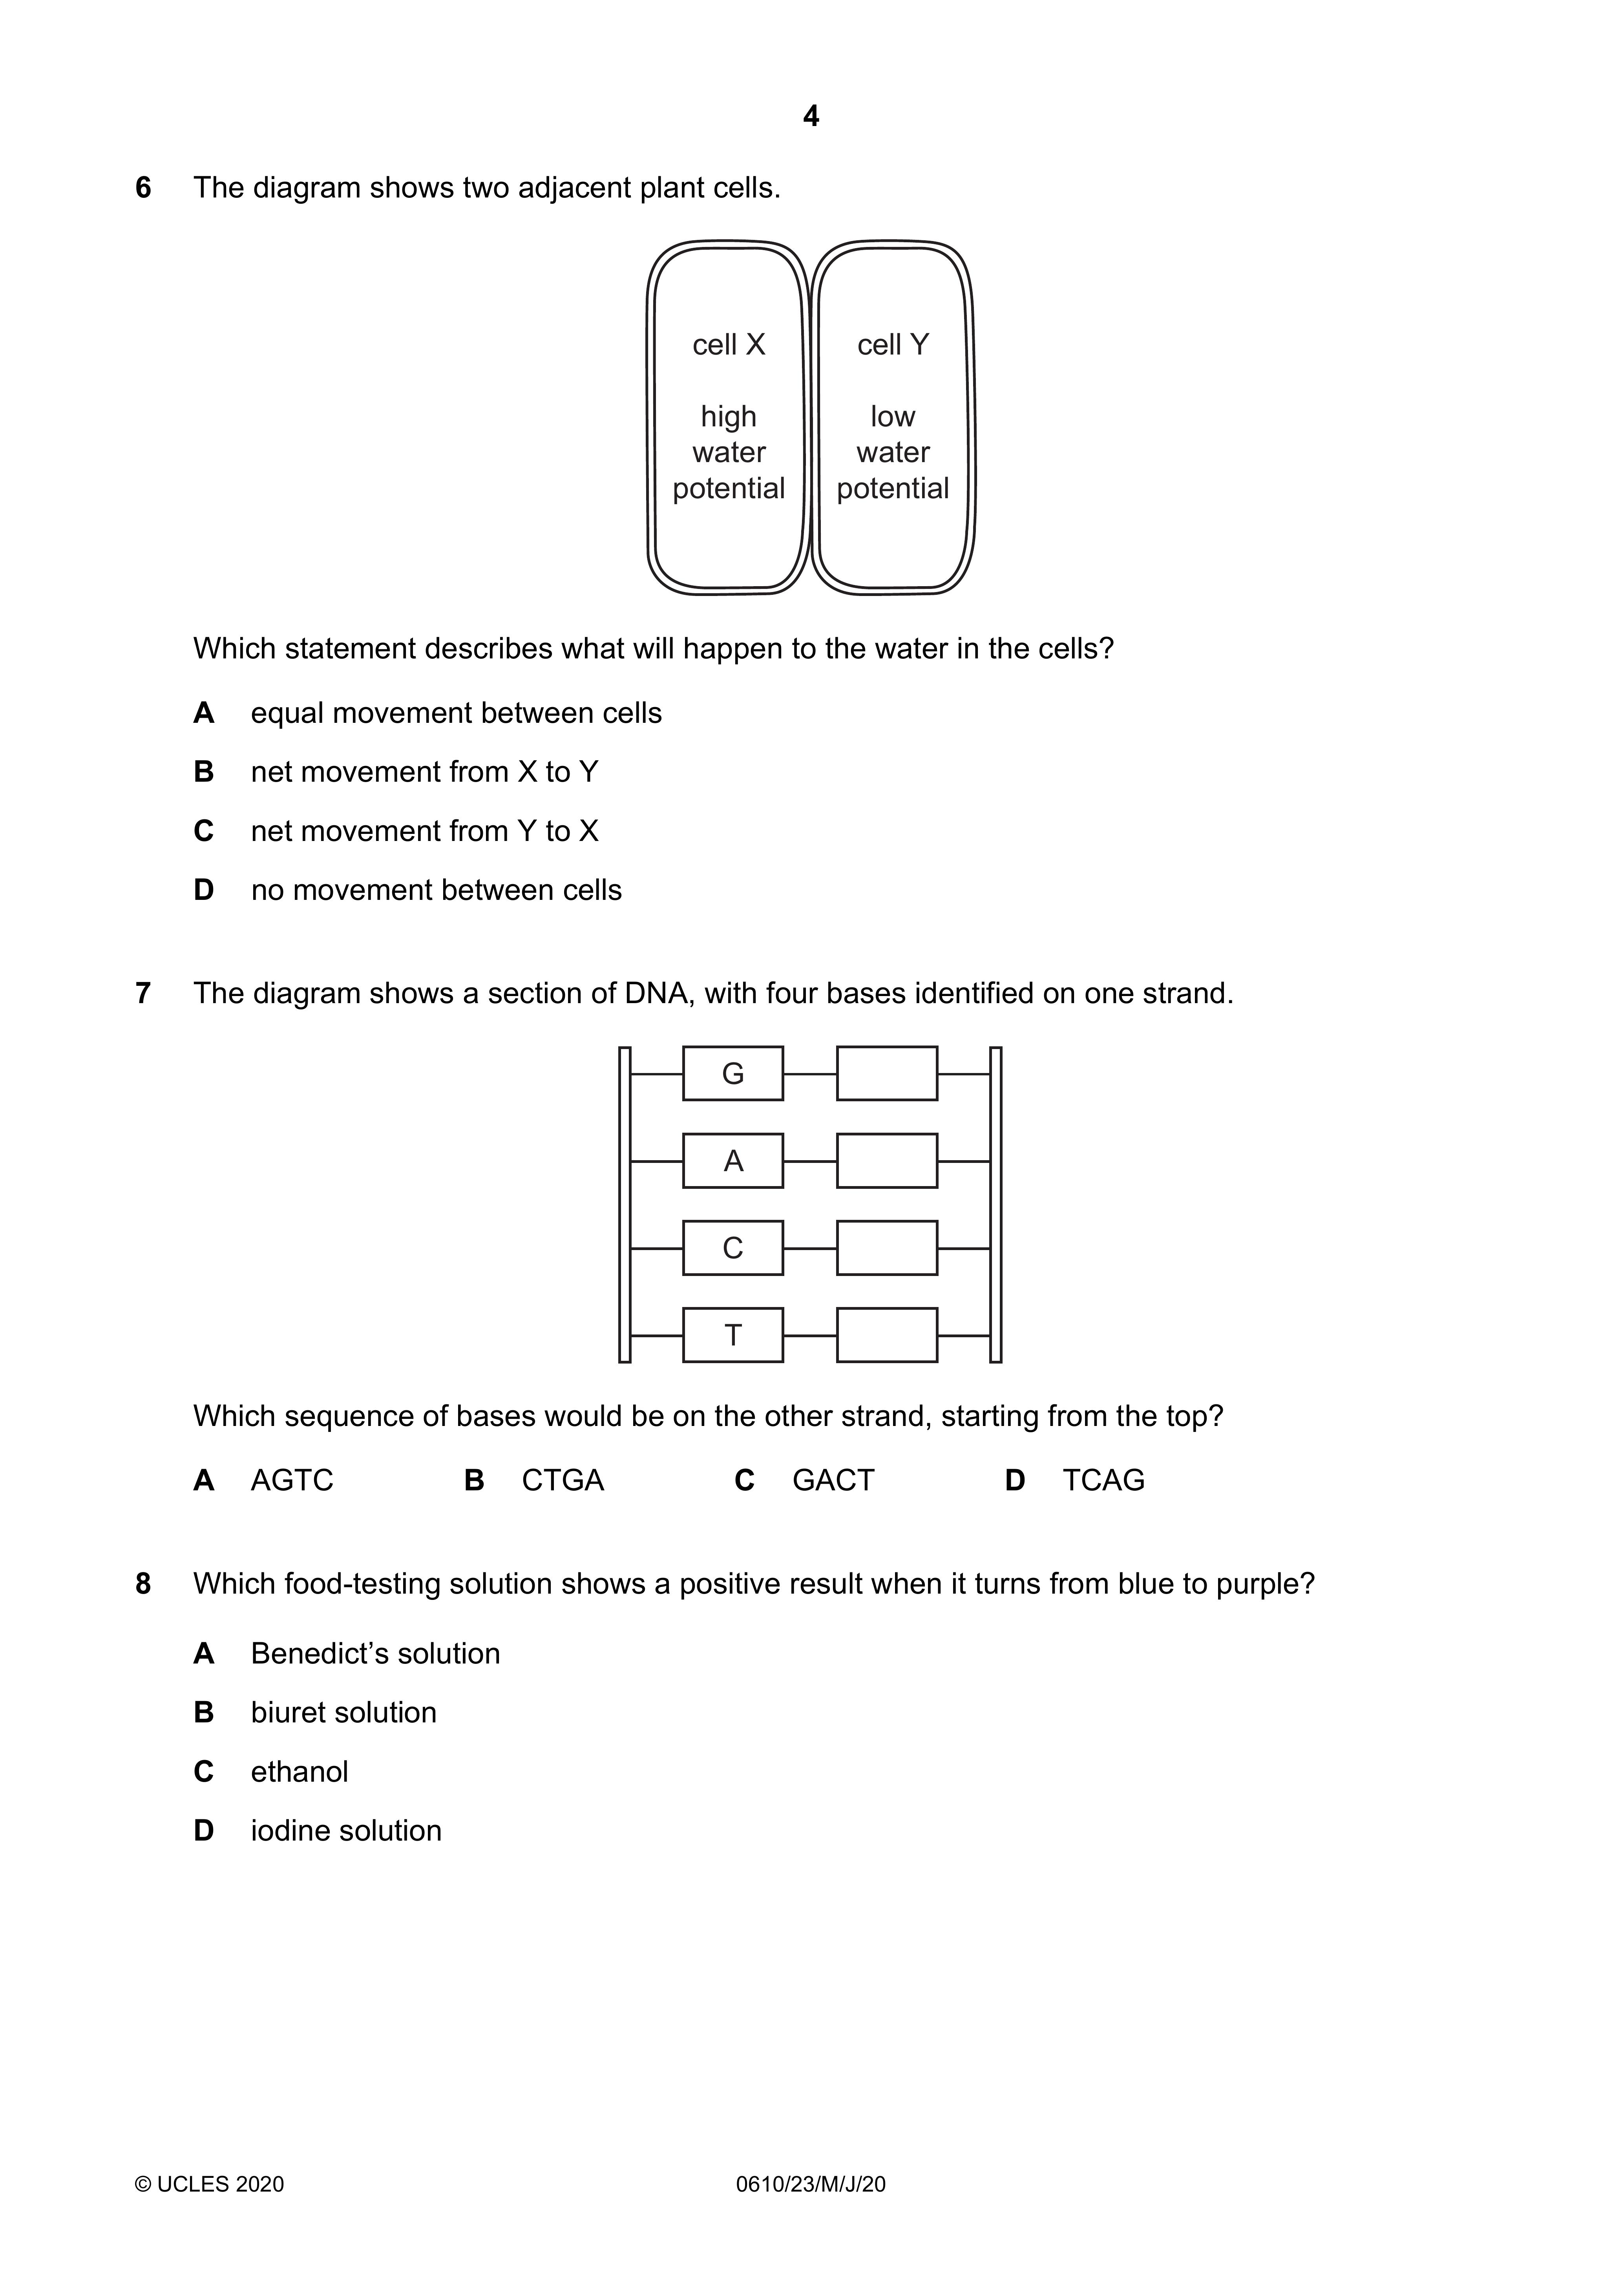 4
6 The diagram shows two adjacent plant cells.
cell X cell Y
high low
water water
potential potential
Which statement describes what will happen to the water in the cells?
A equal movement between cells
B net movement from X to Y
C net movement from Y to X
D no movement between cells
7 The diagram shows a section of DNA, with four bases identified on one strand.
G
A
C
T
Which sequence of bases would be on the other strand, starting from the top?
A AGTC B CTGA C GACT D TCAG
8 Which food-testing solution shows a positive result when it turns from blue to purple?
A Benedict’s solution
B biuret solution
C ethanol
D iodine solution
© UCLES 2020 0610/23/M/J/20